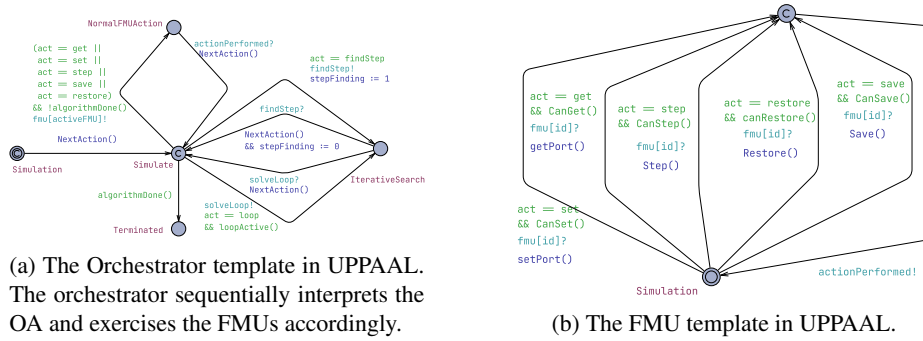 NormalFMUAction
(act == get ||
act == set ||
act == step ||
act == save ||
act == restore)
&& !algorithmDone()
fmu[activeFMU]!
actionPerformed?
NextAction()
act == findStep
findStep!
stepFinding := 1
findStep?
NextAction()
&& stepFinding := 0
NextAction()
C
Simulation
C
Simulate
IterativeSearch
solveLoop?
NextAction()
solveLoop!
act == loop
&& loopActive()
algorithmDone()
Terminated
(a) The Orchestrator template in UPPAAL.
The orchestrator sequentially interprets the
OA and exercises the FMUs accordingly.
C
act == get
&& CanGet()
fmu[id]?
getPort()
act == step
&& CanStep()
fmu[id]?
Step()
act == restore
&& canRestore()
fmu[id]?
Restore()
act == save
&& CanSave()
fmu[id]?
Save()
act == set
&& CanSet()
fmu[id]?
setPort()
Simulation
actionPerformed!
(b) The FMU template in UPPAAL.